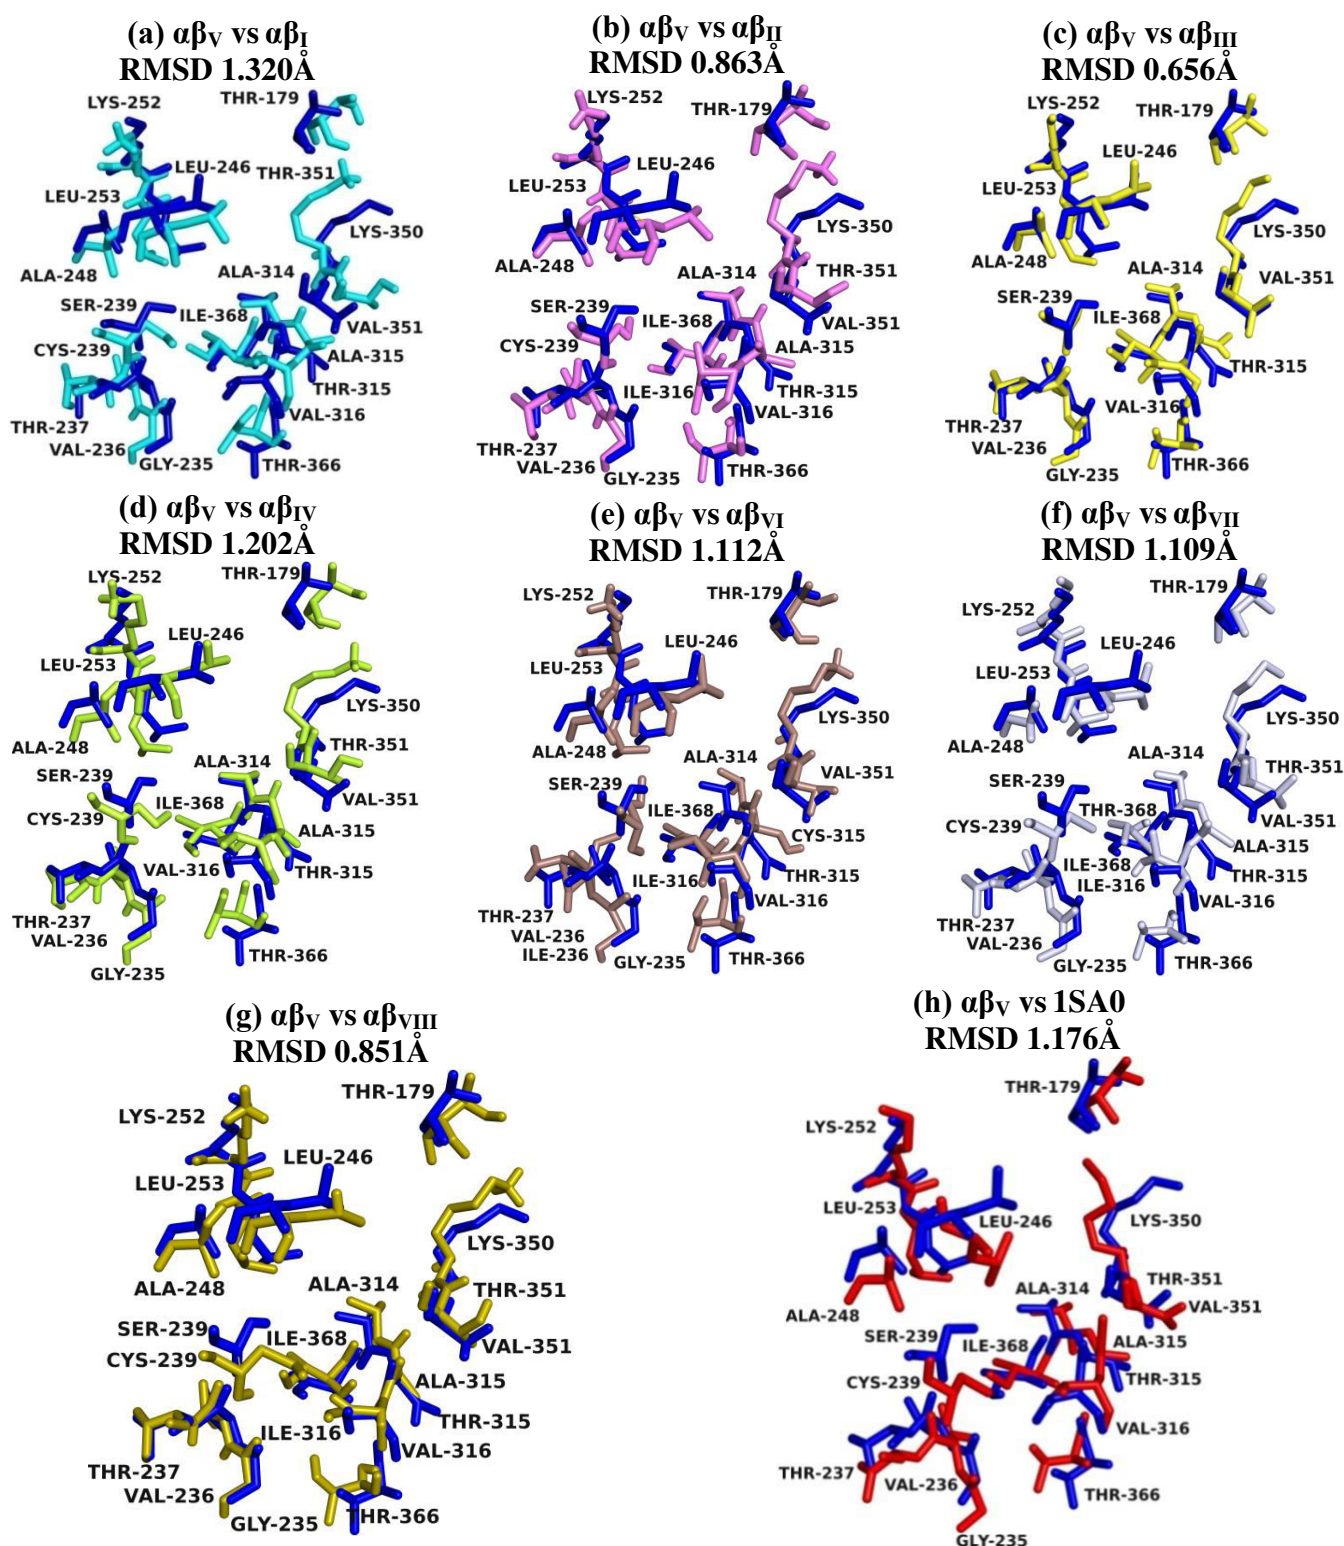 (a) αβV vs αβI
RMSD 1.320Å
LYS-252
THR-179
LEU-246
THR-351
LEU-253
LYS-350
ALA-248
ALA-314
SER-239
ILE-368
VAL-351
CYS-239
ALA-315
THR-315
VAL-316
THR-237
VAL-236
GLY-235
THR-366
(b) αβV vs αβII
RMSD 0.863Å
LYS-252
THR-179
LEU-246
LEU-253
LYS-350
ALA-248
ALA-314
THR-351
SER-239
ILE-368
VAL-351
CYS-239
ALA-315
ILE-316
THR-315
VAL-316
THR-237
VAL-236
GLY-235
THR-366
(c) αβV vs αβIII
RMSD 0.656Å
LYS-252
THR-179
LEU-246
LEU-253
LYS-350
ALA-248
ALA-314
VAL-351
SER-239
ILE-368
THR-315
VAL-316
THR-237
VAL-236
GLY-235
THR-366
(d) αβV vs αβIV
RMSD 1.202Å
LYS-252
THR-179
LEU-246
LEU-253
LYS-350
ALA-248
THR-351
ALA-314
SER-239
VAL-351
ILE-368
CYS-239
ALA-315
VAL-316
THR-315
THR-237
VAL-236
THR-366
GLY-235
(e) αβV vs αβVI
RMSD 1.112Å
LYS-252
THR-179
LEU-246
LEU-253
LYS-350
ALA-248
ALA-314
VAL-351
SER-239
ILE-368
CYS-315
ILE-316
THR-315
VAL-316
THR-237
VAL-236
ILE-236
GLY-235
THR-366
(f) αβV vs αβVII
RMSD 1.109Å
THR-179
LYS-252
LEU-246
LEU-253
LYS-350
ALA-248
ALA-314
THR-351
SER-239
THR-368
VAL-351
CYS-239
ALA-315
ILE-368
THR-315
ILE-316
VAL-316
THR-237
VAL-236
GLY-235
THR-366
(g) αβV vs αβVIII
RMSD 0.851Å
THR-179
LYS-252
LEU-246
LEU-253
LYS-350
ALA-248
ALA-314
THR-351
SER-239
ILE-368
VAL-351
CYS-239
ALA-315
THR-315
ILE-316
VAL-316
THR-237
VAL-236
GLY-235
THR-366
(h) αβV vs 1SA0
RMSD 1.176Å
THR-179
LYS-252
LEU-253
LEU-246
LYS-350
THR-351
ALA-314
VAL-351
ALA-248
SER-239
ILE-368
ALA-315
CYS-239
THR-315
VAL-316
THR-237
VAL-236
THR-366
GLY-235